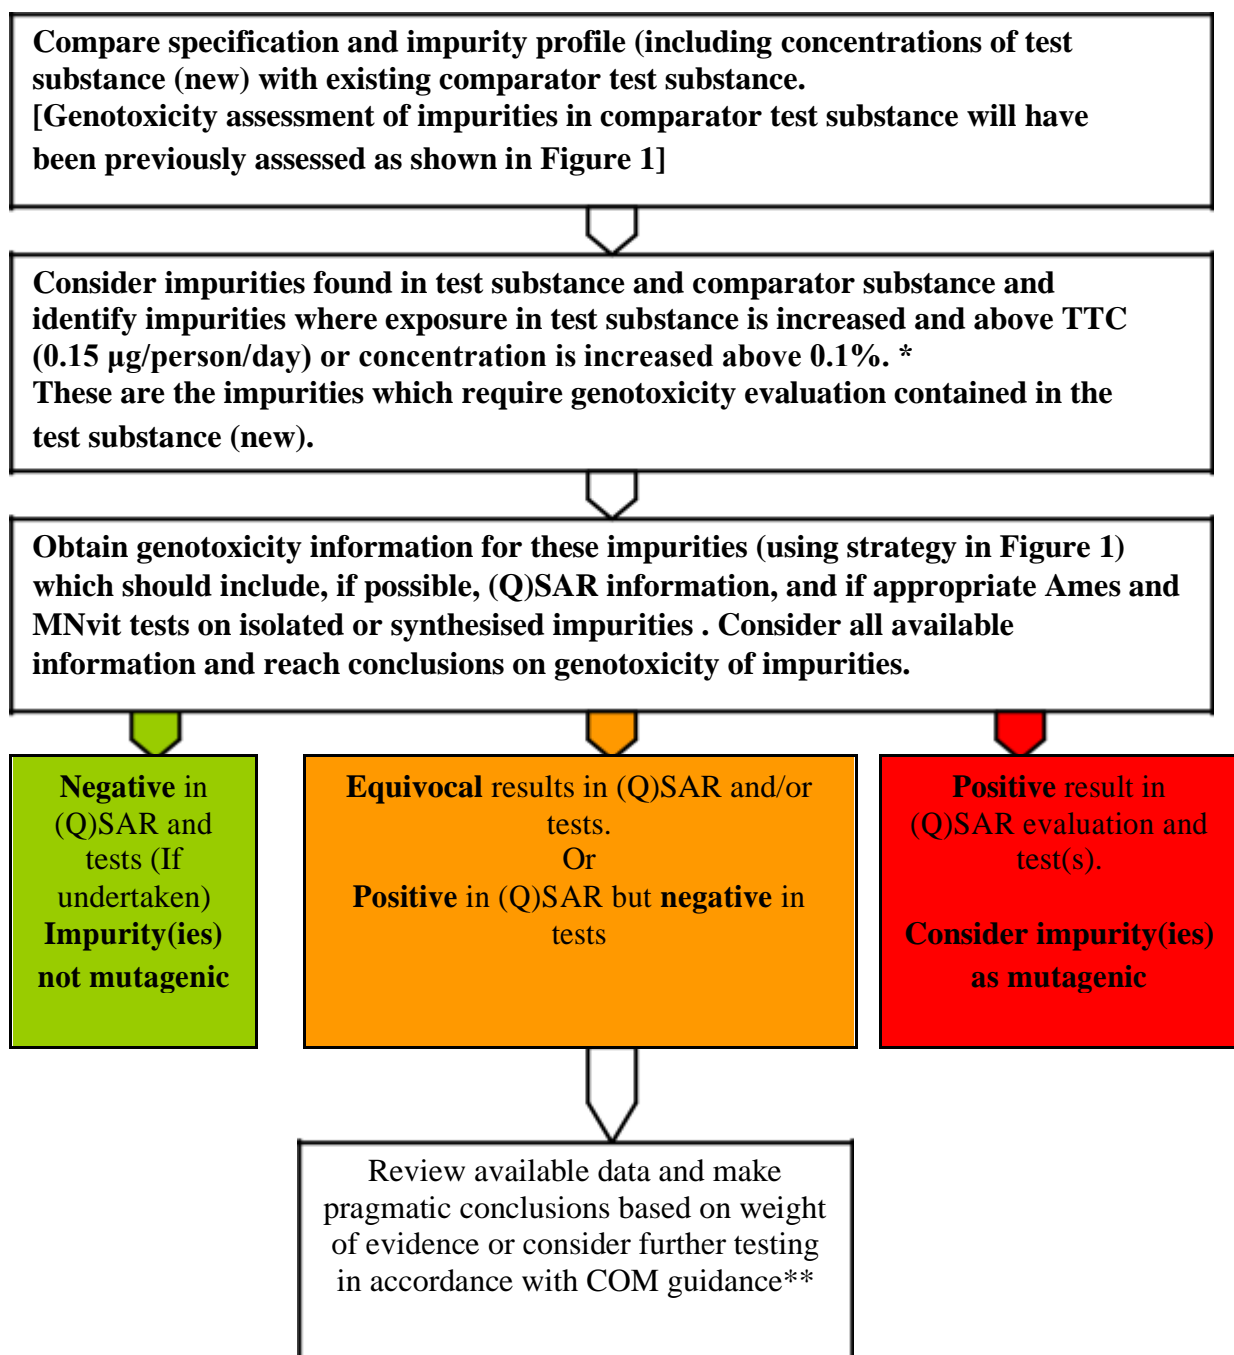 Compare specification and impurity profile (including concentrations of test
substance (new) with existing comparator test substance.
[Genotoxicity assessment of impurities in comparator test substance will have
been previously assessed as shown in Figure 1]
Consider impurities found in test substance and comparator substance and
identify impurities where exposure in test substance is increased and above TTC
(0.15 µg/person/day) or concentration is increased above 0.1%. *
These are the impurities which require genotoxicity evaluation contained in the
test substance (new).
Obtain genotoxicity information for these impurities (using strategy in Figure 1)
which should include, if possible, (Q)SAR information, and if appropriate Ames and
MNvit tests on isolated or synthesised impurities . Consider all available
information and reach conclusions on genotoxicity of impurities.
Negative in
(Q)SAR and
tests (If
undertaken)
Impurity(ies)
not mutagenic
Equivocal results in (Q)SAR and/or
tests.
Or
Positive in (Q)SAR but negative in
tests
Positive result in
(Q)SAR evaluation and
test(s).
Consider impurity(ies)
as mutagenic
Review available data and make
pragmatic conclusions based on weight
of evidence or consider further testing
in accordance with COM guidance**